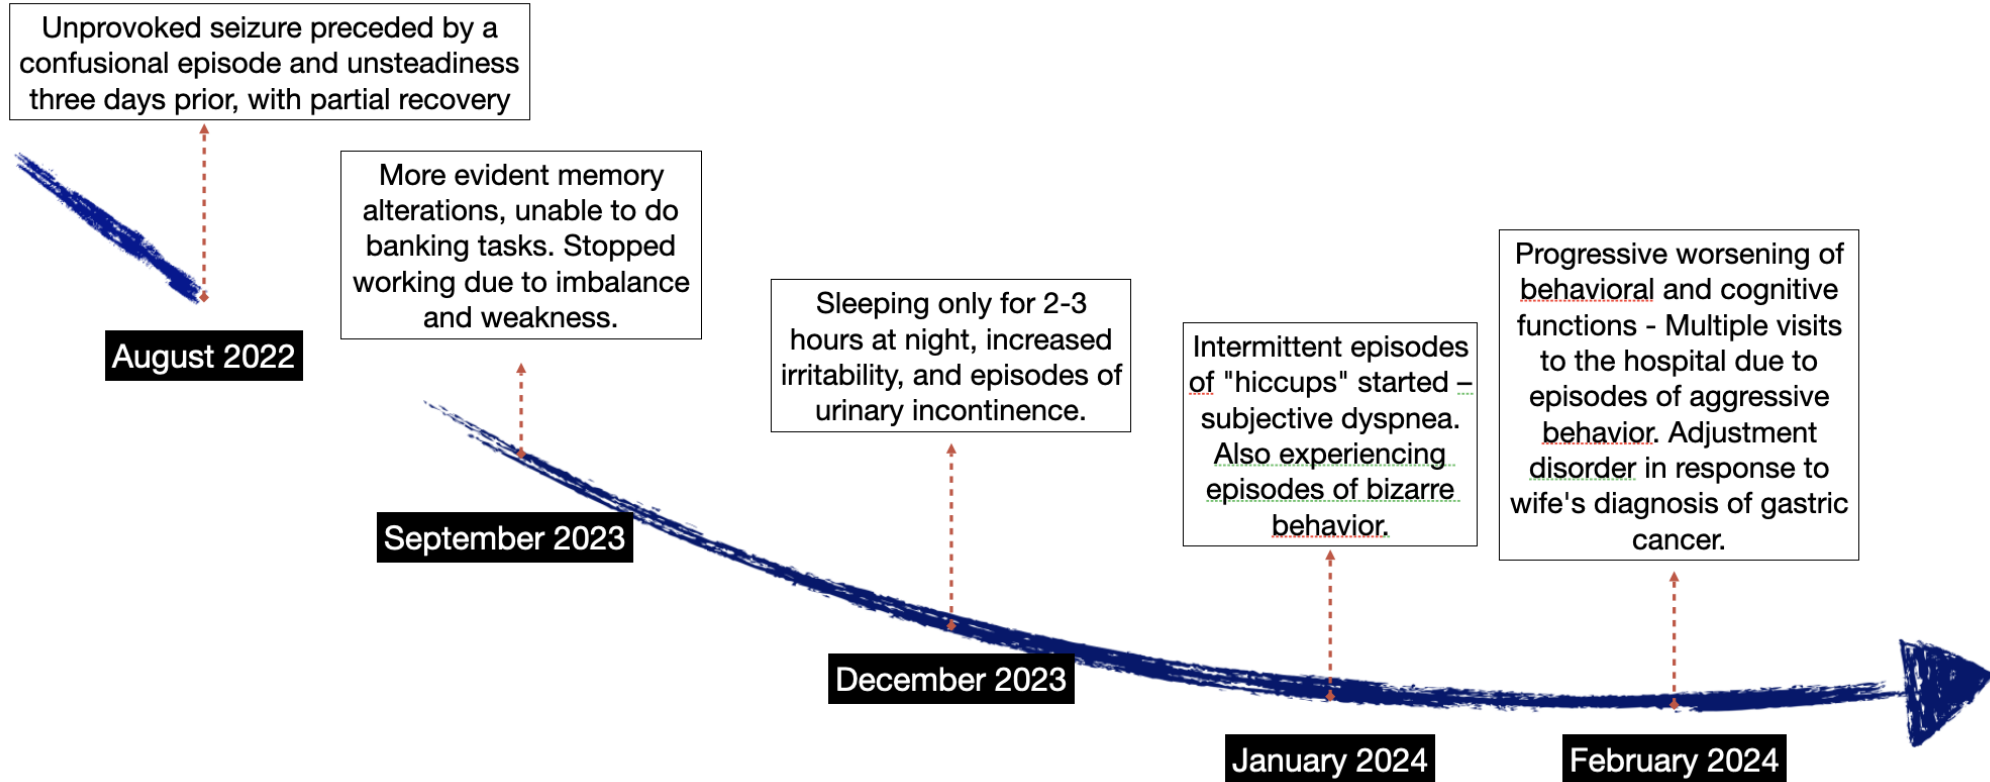 Unprovoked seizure preceded by a
confusional episode and unsteadiness
three days prior, with partial recovery
August 2022
More evident memory
alterations, unable to do
banking tasks. Stopped
working due to imbalance
and weakness.
September 2023
Sleeping only for 2-3
hours at night, increased
irritability, and episodes of
urinary incontinence.
December 2023
Intermittent episodes
of "hiccups" started –
subjective dyspnea.
Also experiencing
episodes of bizarre
behavior.
January 2024
Progressive worsening of
behavioral and cognitive
functions - Multiple visits
to the hospital due to
episodes of aggressive
behavior. Adjustment
disorder in response to
wife's diagnosis of gastric
cancer.
February 2024